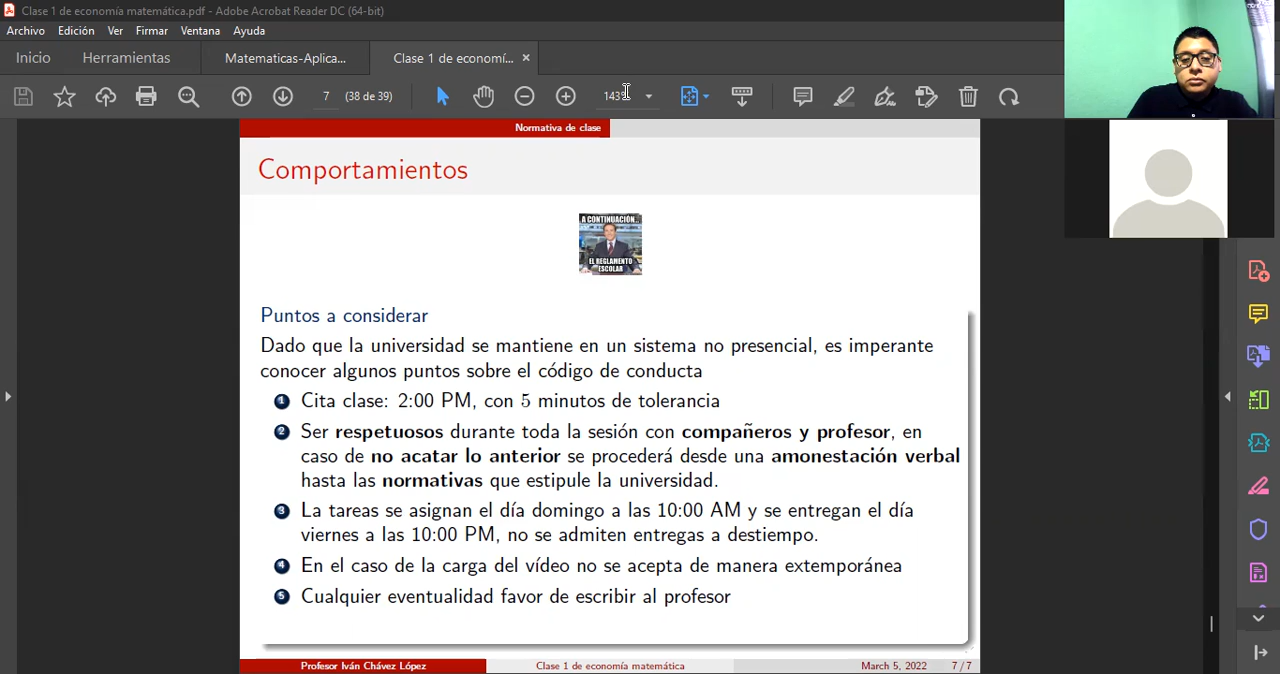 Clase 1 de economía matemática.pdf - Adobe Acrobat Reader DC (64-bit)
Archivo Edición Ver Firmar Ventana Ayuda
Inicio Herramientas Matematicas-Aplica... Clase 1 de economí... ×
7 (38 de 39) 143%
Normativa de clase
Comportamientos
A CONTINUACIÓN...
EL REGLAMENTO
ESCOLAR
Puntos a considerar
Dado que la universidad se mantiene en un sistema no presencial, es imperante
conocer algunos puntos sobre el código de conducta
1 Cita clase: 2:00 PM, con 5 minutos de tolerancia
2 Ser respetuosos durante toda la sesión con compañeros y profesor, en
caso de no acatar lo anterior se procederá desde una amonestación verbal
hasta las normativas que estipule la universidad.
3 La tareas se asignan el día domingo a las 10:00 AM y se entregan el día
viernes a las 10:00 PM, no se admiten entregas a destiempo.
4 En el caso de la carga del vídeo no se acepta de manera extemporánea
5 Cualquier eventualidad favor de escribir al profesor
Profesor Iván Chávez López Clase 1 de economía matemática March 5, 2022 7 / 7